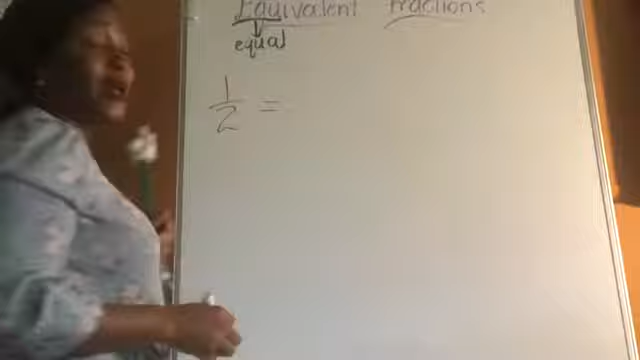 Equivalent fractions
equal
1/2 =